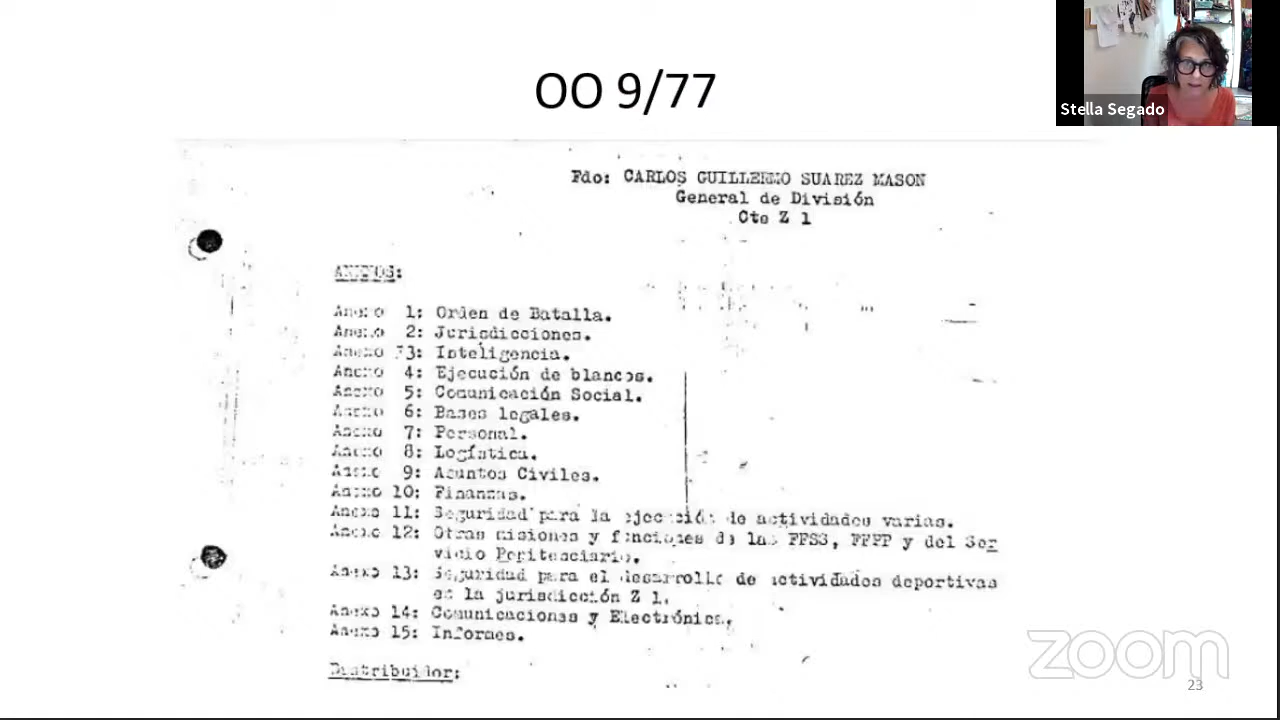 OO 9/77
Stella Segado
Fdo: CARLOS GUILLERMO SUAREZ MASON
General de División
Cte Z 1
ANEXOS:
Anexo 1: Orden de Batalla.
Anexo 2: Jurisdicciones.
Anexo 3: Inteligencia.
Anexo 4: Ejecución de blancos.
Anexo 5: Comunicación Social.
Anexo 6: Bases legales.
Anexo 7: Personal.
Anexo 8: Logística.
Anexo 9: Asuntos Civiles.
Anexo 10: Finanzas.
Anexo 11: Seguridad para la ejecución de actividades varias.
Anexo 12: Otras misiones y funciones de las FFSS, FFPP y del Ser
vicio Penitenciario.
Anexo 13: Seguridad para el desarrollo de actividades deportivas
en la jurisdicción Z 1.
Anexo 14: Comunicaciones y Electrónica.
Anexo 15: Informes.
Distribuidor:
zoom
23